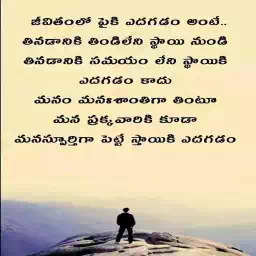 జీవితంలో పైకి ఎదగడం అంటే..
తినడానికి తిండిలేని స్థాయి నుండి
తినడానికి సమయం లేని స్థాయికి
ఎదగడం కాదు
మనం మనఃశాంతిగా తింటూ
మన ప్రక్కవారికి కూడా
మనస్పూర్తిగా పెట్టే స్తాయికి ఎదగడం